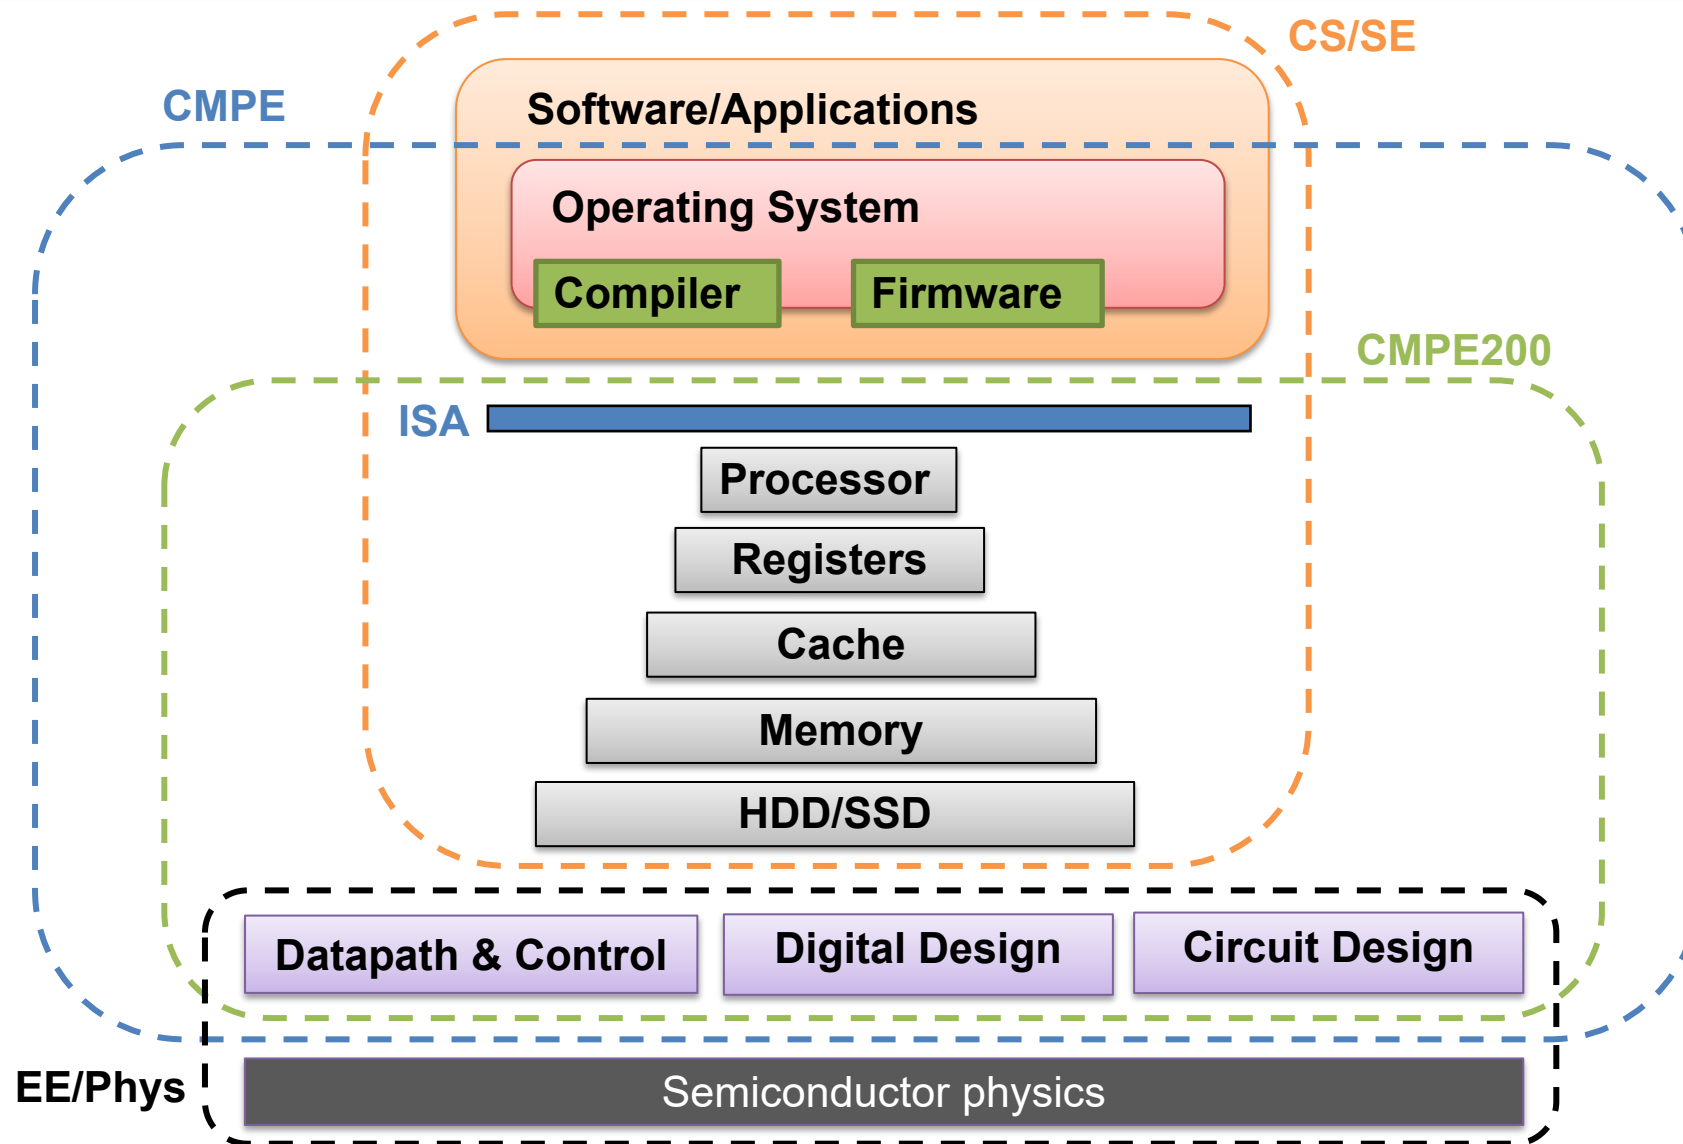 CS/SE
CMPE
Software/Applications
Operating System
Compiler
Firmware
CMPE200
ISA
Processor
Registers
Cache
Memory
HDD/SSD
Datapath & Control
Digital Design
Circuit Design
EE/Phys
Semiconductor physics